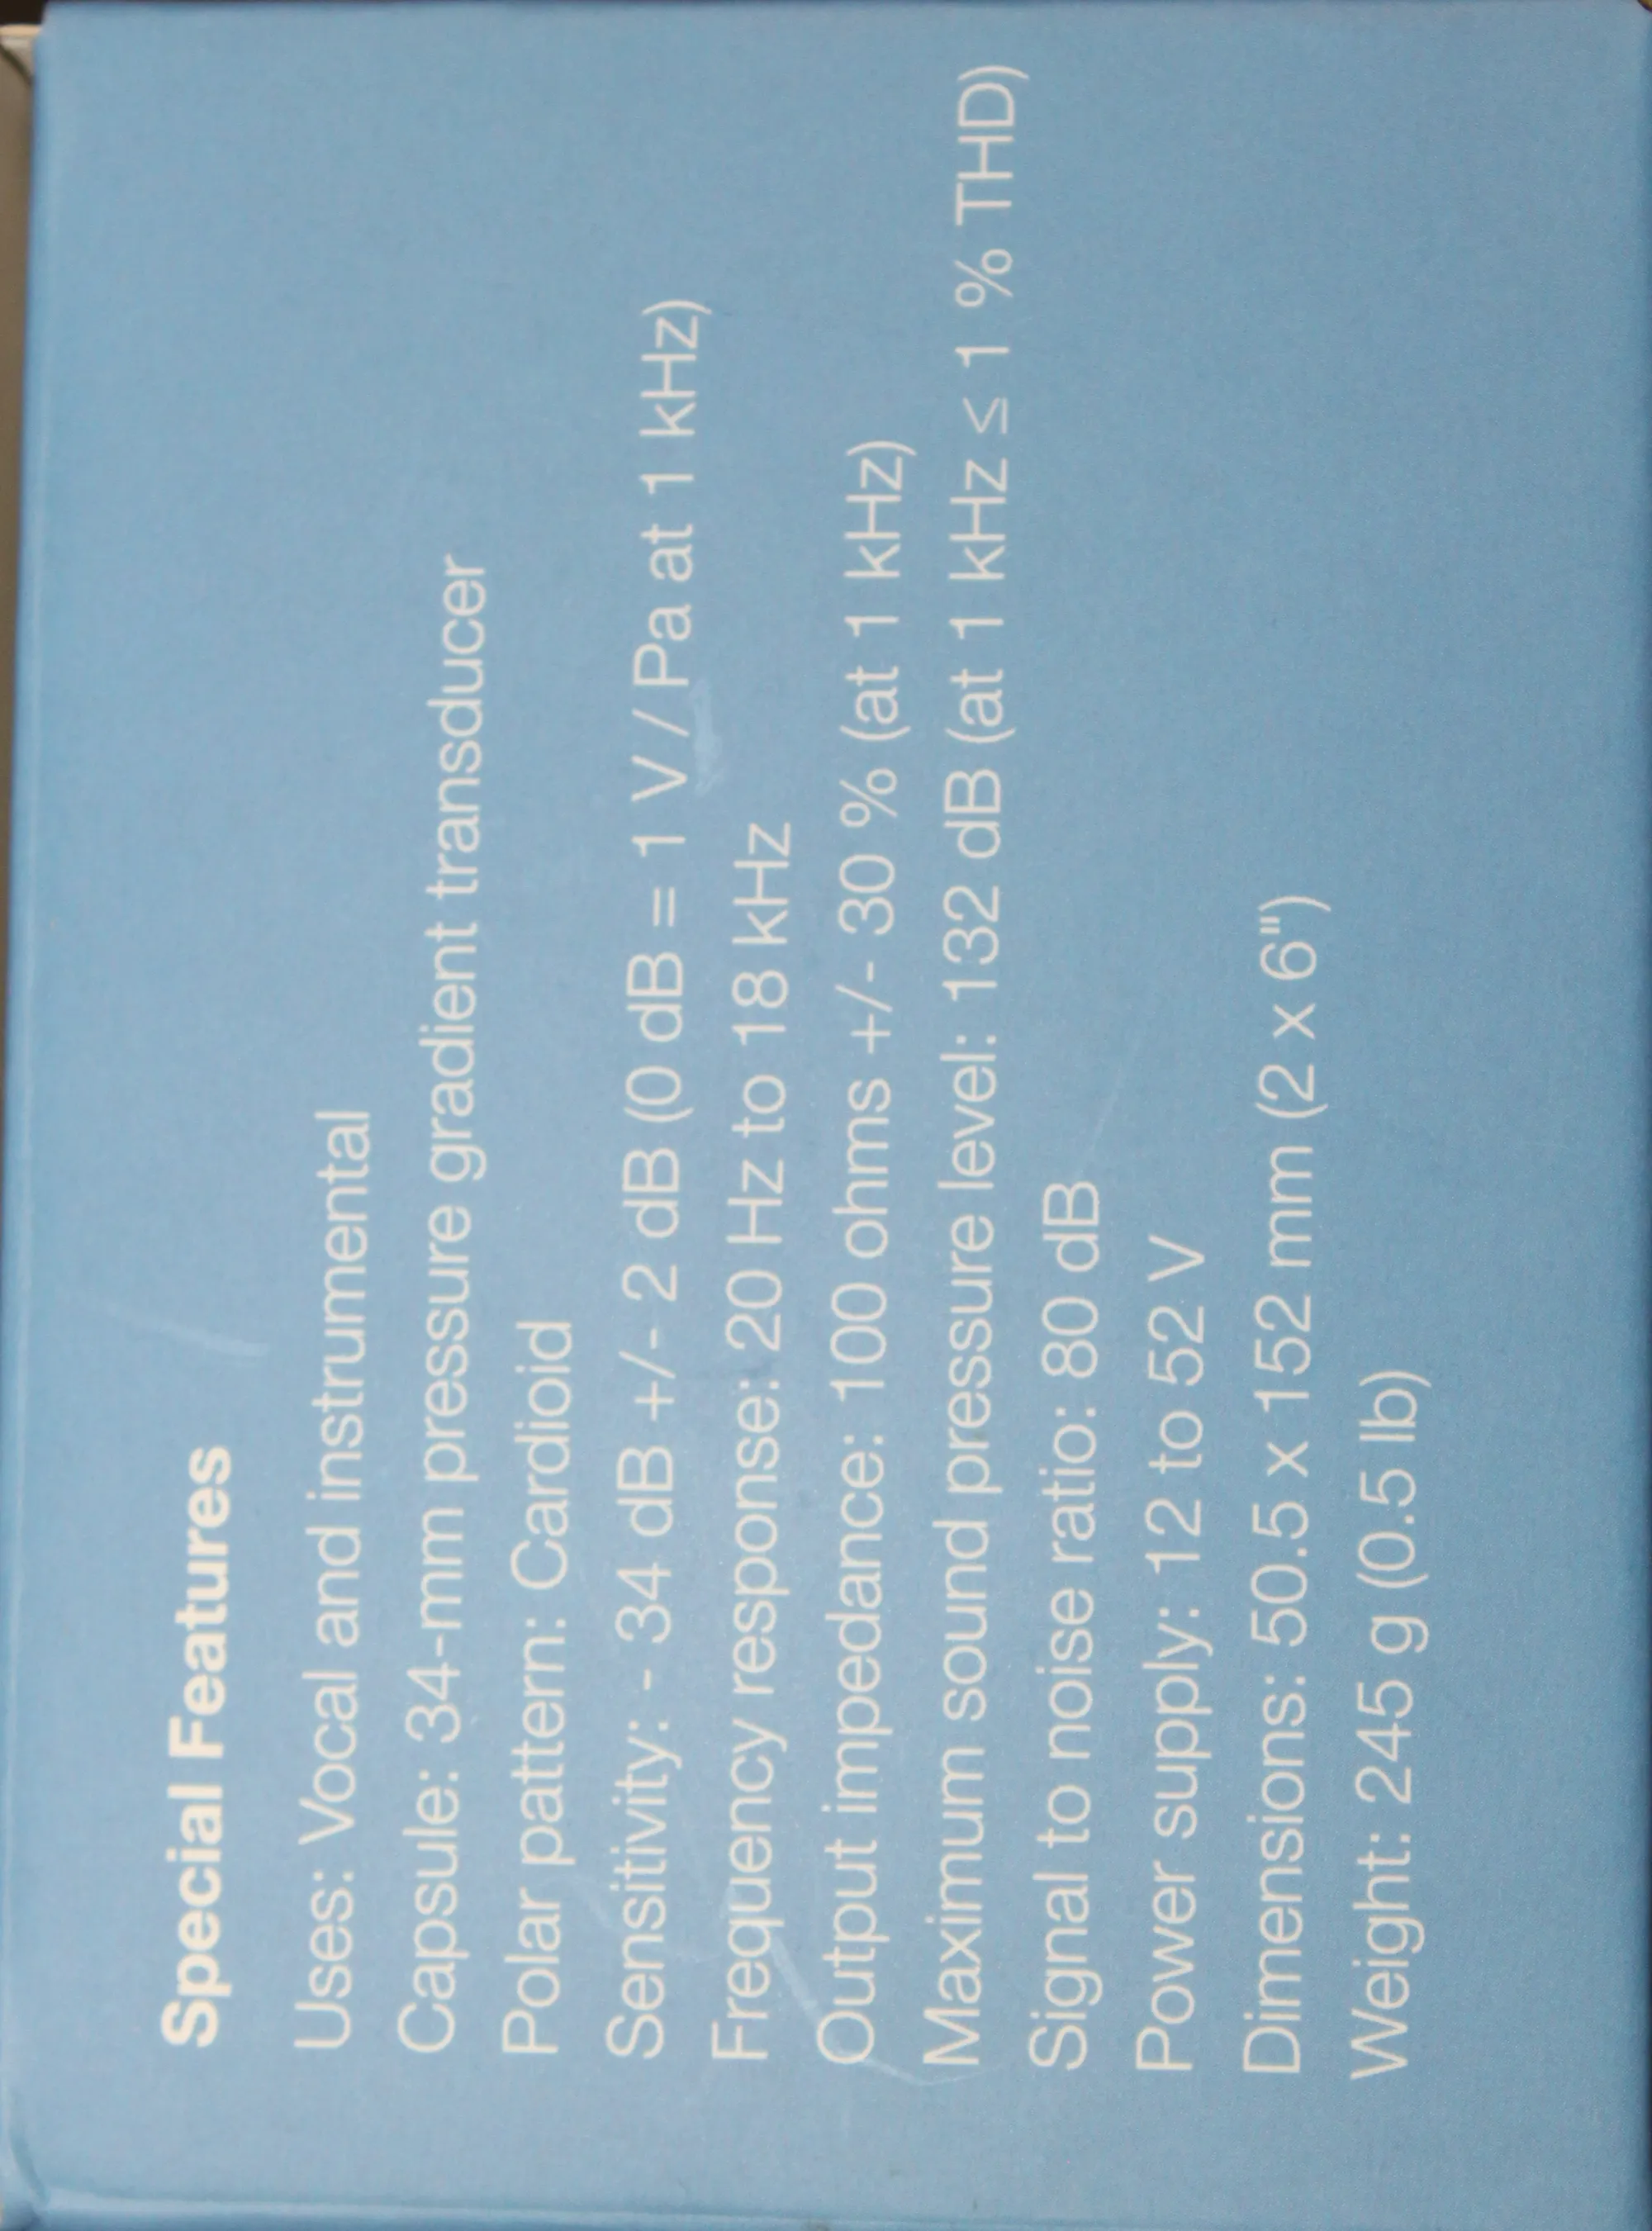 Special Features
Uses: Vocal and instrumental
Capsule: 34-mm pressure gradient transducer
Polar pattern: Cardioid
Sensitivity: - 34 dB +/- 2 dB (0 dB = 1 V / Pa at 1 kHz)
Frequency response: 20 Hz to 18 kHz
Output impedance: 100 ohms +/- 30 % (at 1 kHz)
Maximum sound pressure level: 132 dB (at 1 kHz ≤ 1 % THD)
Signal to noise ratio: 80 dB
Power supply: 12 to 52 V
Dimensions: 50.5 x 152 mm (2 x 6")
Weight: 245 g (0.5 lb)